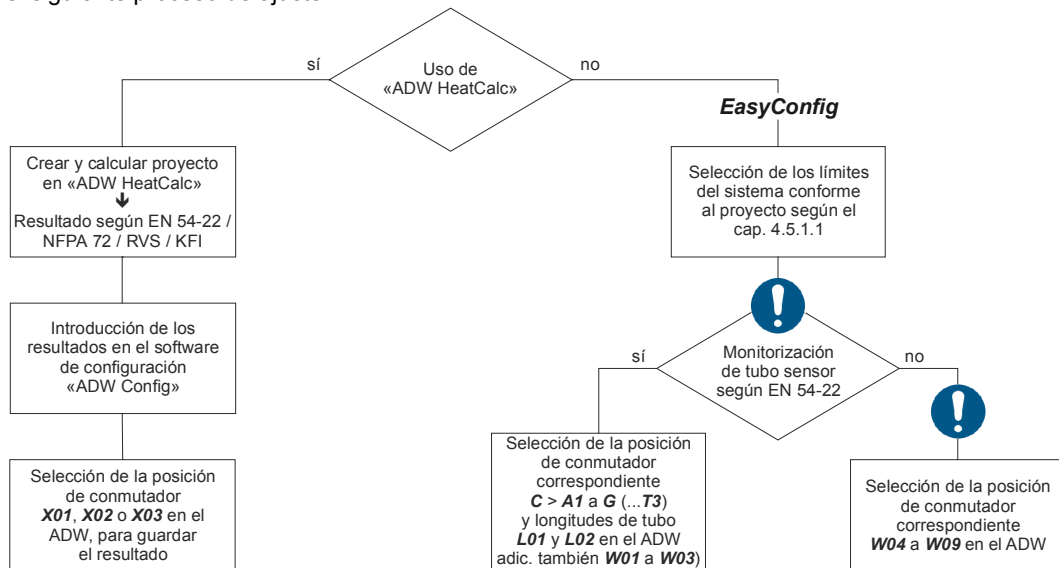 siguiente proceso de ajuste
Uso de
«ADW HeatCalc»
sí
no
EasyConfig
Crear y calcular proyecto
en «ADW HeatCalc»
Resultado según EN 54-22 /
NFPA 72 / RVS / KFI
Introducción de los
resultados en el software
de configuración
«ADW Config»
Selección de la posición
de conmutador
X01, X02 o X03 en el
ADW, para guardar
el resultado
Selección de los límites
del sistema conforme
al proyecto según el
cap. 4.5.1.1
Monitorización
de tubo sensor
según EN 54-22
sí
no
Selección de la posición
de conmutador
correspondiente
C > A1 a G (...T3)
y longitudes de tubo
L01 y L02 en el ADW
adic. también W01 a W03)
Selección de la posición
de conmutador
correspondiente
W04 a W09 en el ADW